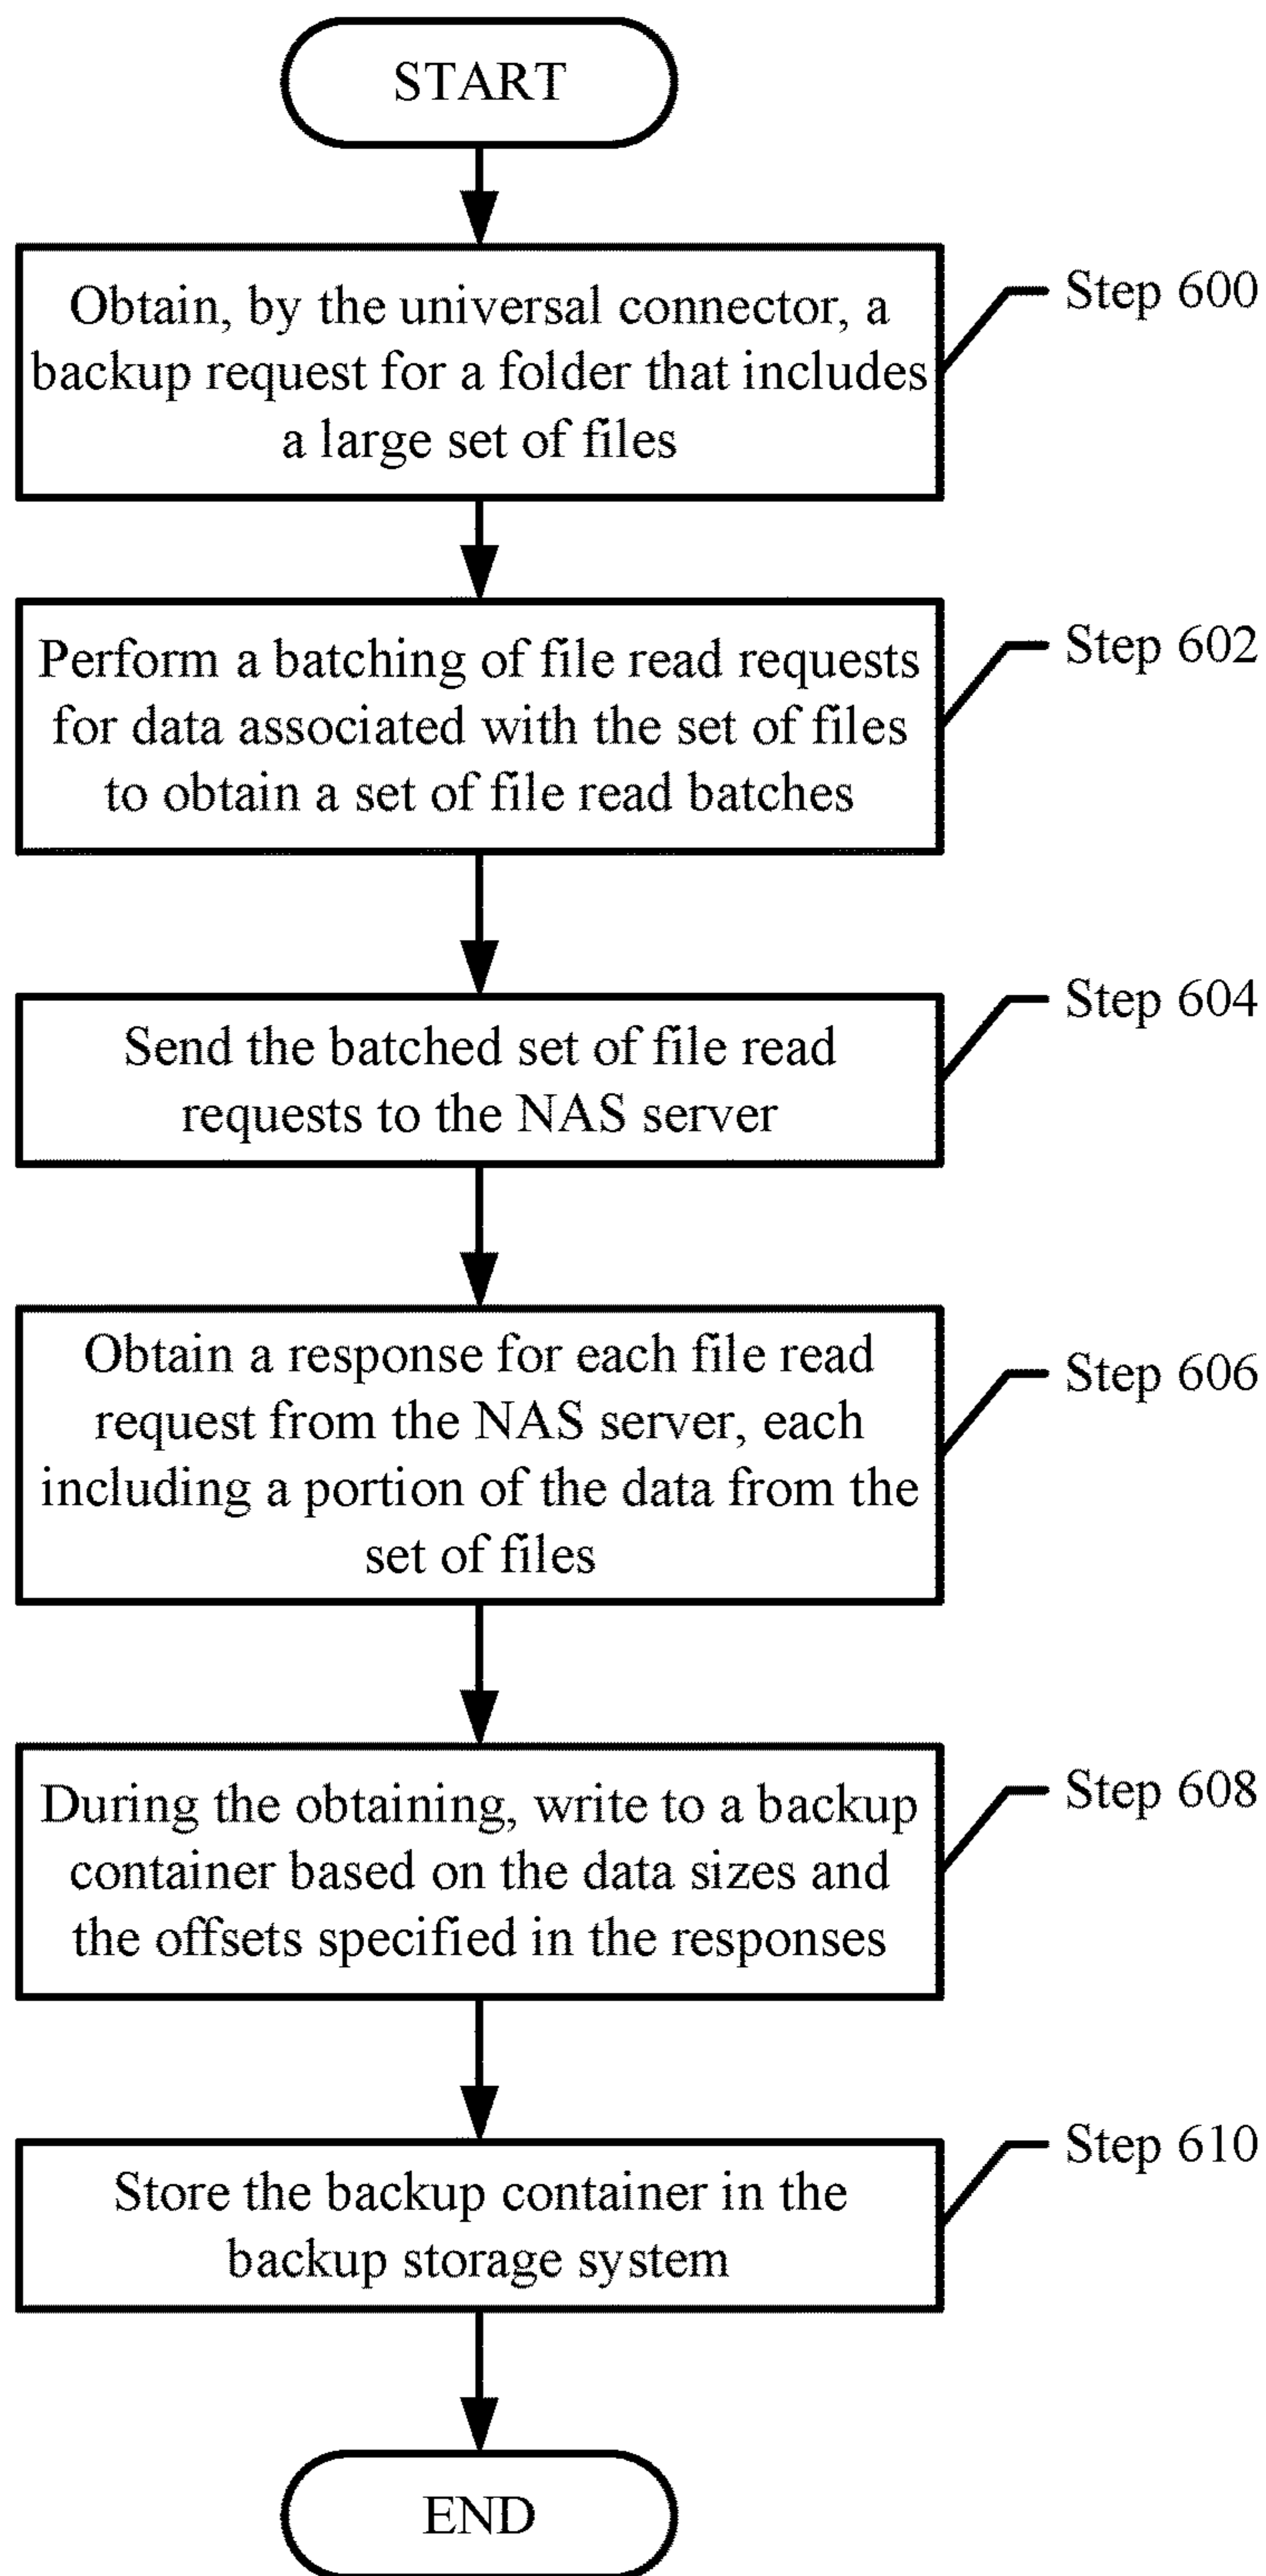 START
Obtain, by the universal connector, a
backup request for a folder that includes
a large set of files
Step 600
Perform a batching of file read requests
for data associated with the set of files
to obtain a set of file read batches
Step 602
Send the batched set of file read
requests to the NAS server
Step 604
Obtain a response for each file read
request from the NAS server, each
including a portion of the data from the
set of files
Step 606
During the obtaining, write to a backup
container based on the data sizes and
the offsets specified in the responses
Step 608
Store the backup container in the
backup storage system
Step 610
END